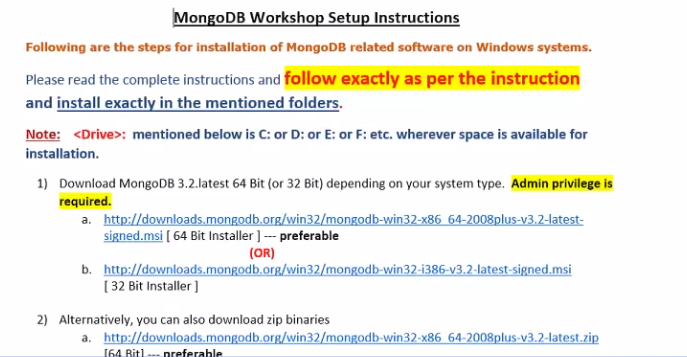 MongoDB Workshop Setup Instructions
Following are the steps for installation of MongoDB related software on Windows systems.
Please read the complete instructions and follow exactly as per the instruction
and install exactly in the mentioned folders.
Note: <Drive>: mentioned below is C: or D: or E: or F: etc. wherever space is available for
installation.
1) Download MongoDB 3.2.latest 64 Bit (or 32 Bit) depending on your system type. Admin privilege is
required.
a. http://downloads.mongodb.org/win32/mongodb-win32-x86_64-2008plus-v3.2-latest-
signed.msi [ 64 Bit Installer ] --- preferable
(OR)
b. http://downloads.mongodb.org/win32/mongodb-win32-i386-v3.2-latest-signed.msi
[ 32 Bit Installer ]
2) Alternatively, you can also download zip binaries
a. http://downloads.mongodb.org/win32/mongodb-win32-x86_64-2008plus-v3.2-latest.zip
[64 Bit] --- preferable